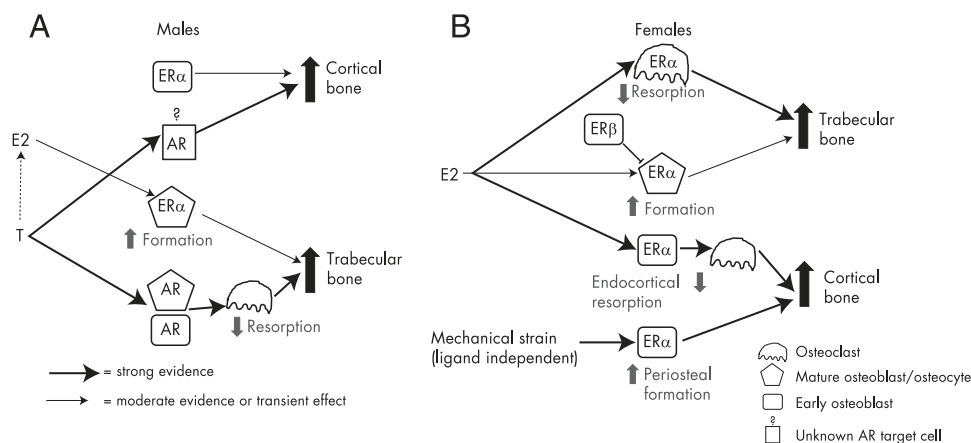 A
Males
ERα
Cortical
bone
?
AR
E2
ERα
Formation
T
AR
AR
Resorption
Trabecular
bone
= strong evidence
= moderate evidence or transient effect
B
Females
ERα
Resorption
ERβ
Trabecular
bone
E2
ERα
Formation
ERα
Endocortical
resorption
Cortical
bone
Mechanical strain
(ligand independent)
ERα
Periosteal
formation
Osteoclast
Mature osteoblast/osteocyte
Early osteoblast
?
Unknown AR target cell